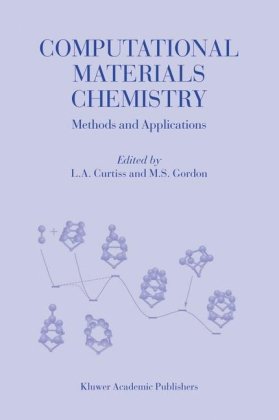 COMPUTATIONAL
MATERIALS
CHEMISTRY
Methods and Applications
Edited by
L.A. Curtiss and M.S. Gordon
+
Kluwer Academic Publishers